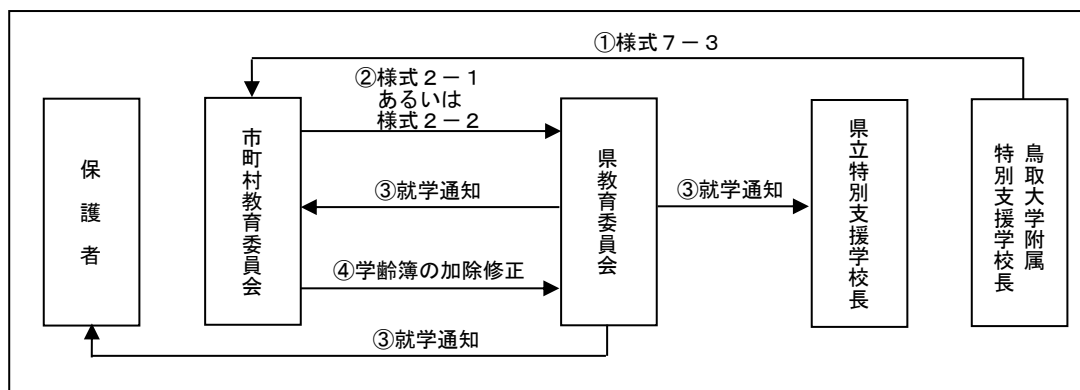 ①様式７－３
②様式２－１
あるいは
様式２－２
保護者
市町村教育委員会
県教育委員会
県立特別支援学校長
鳥取大学附属
特別支援学校長
③就学通知
③就学通知
④学齢簿の加除修正
③就学通知